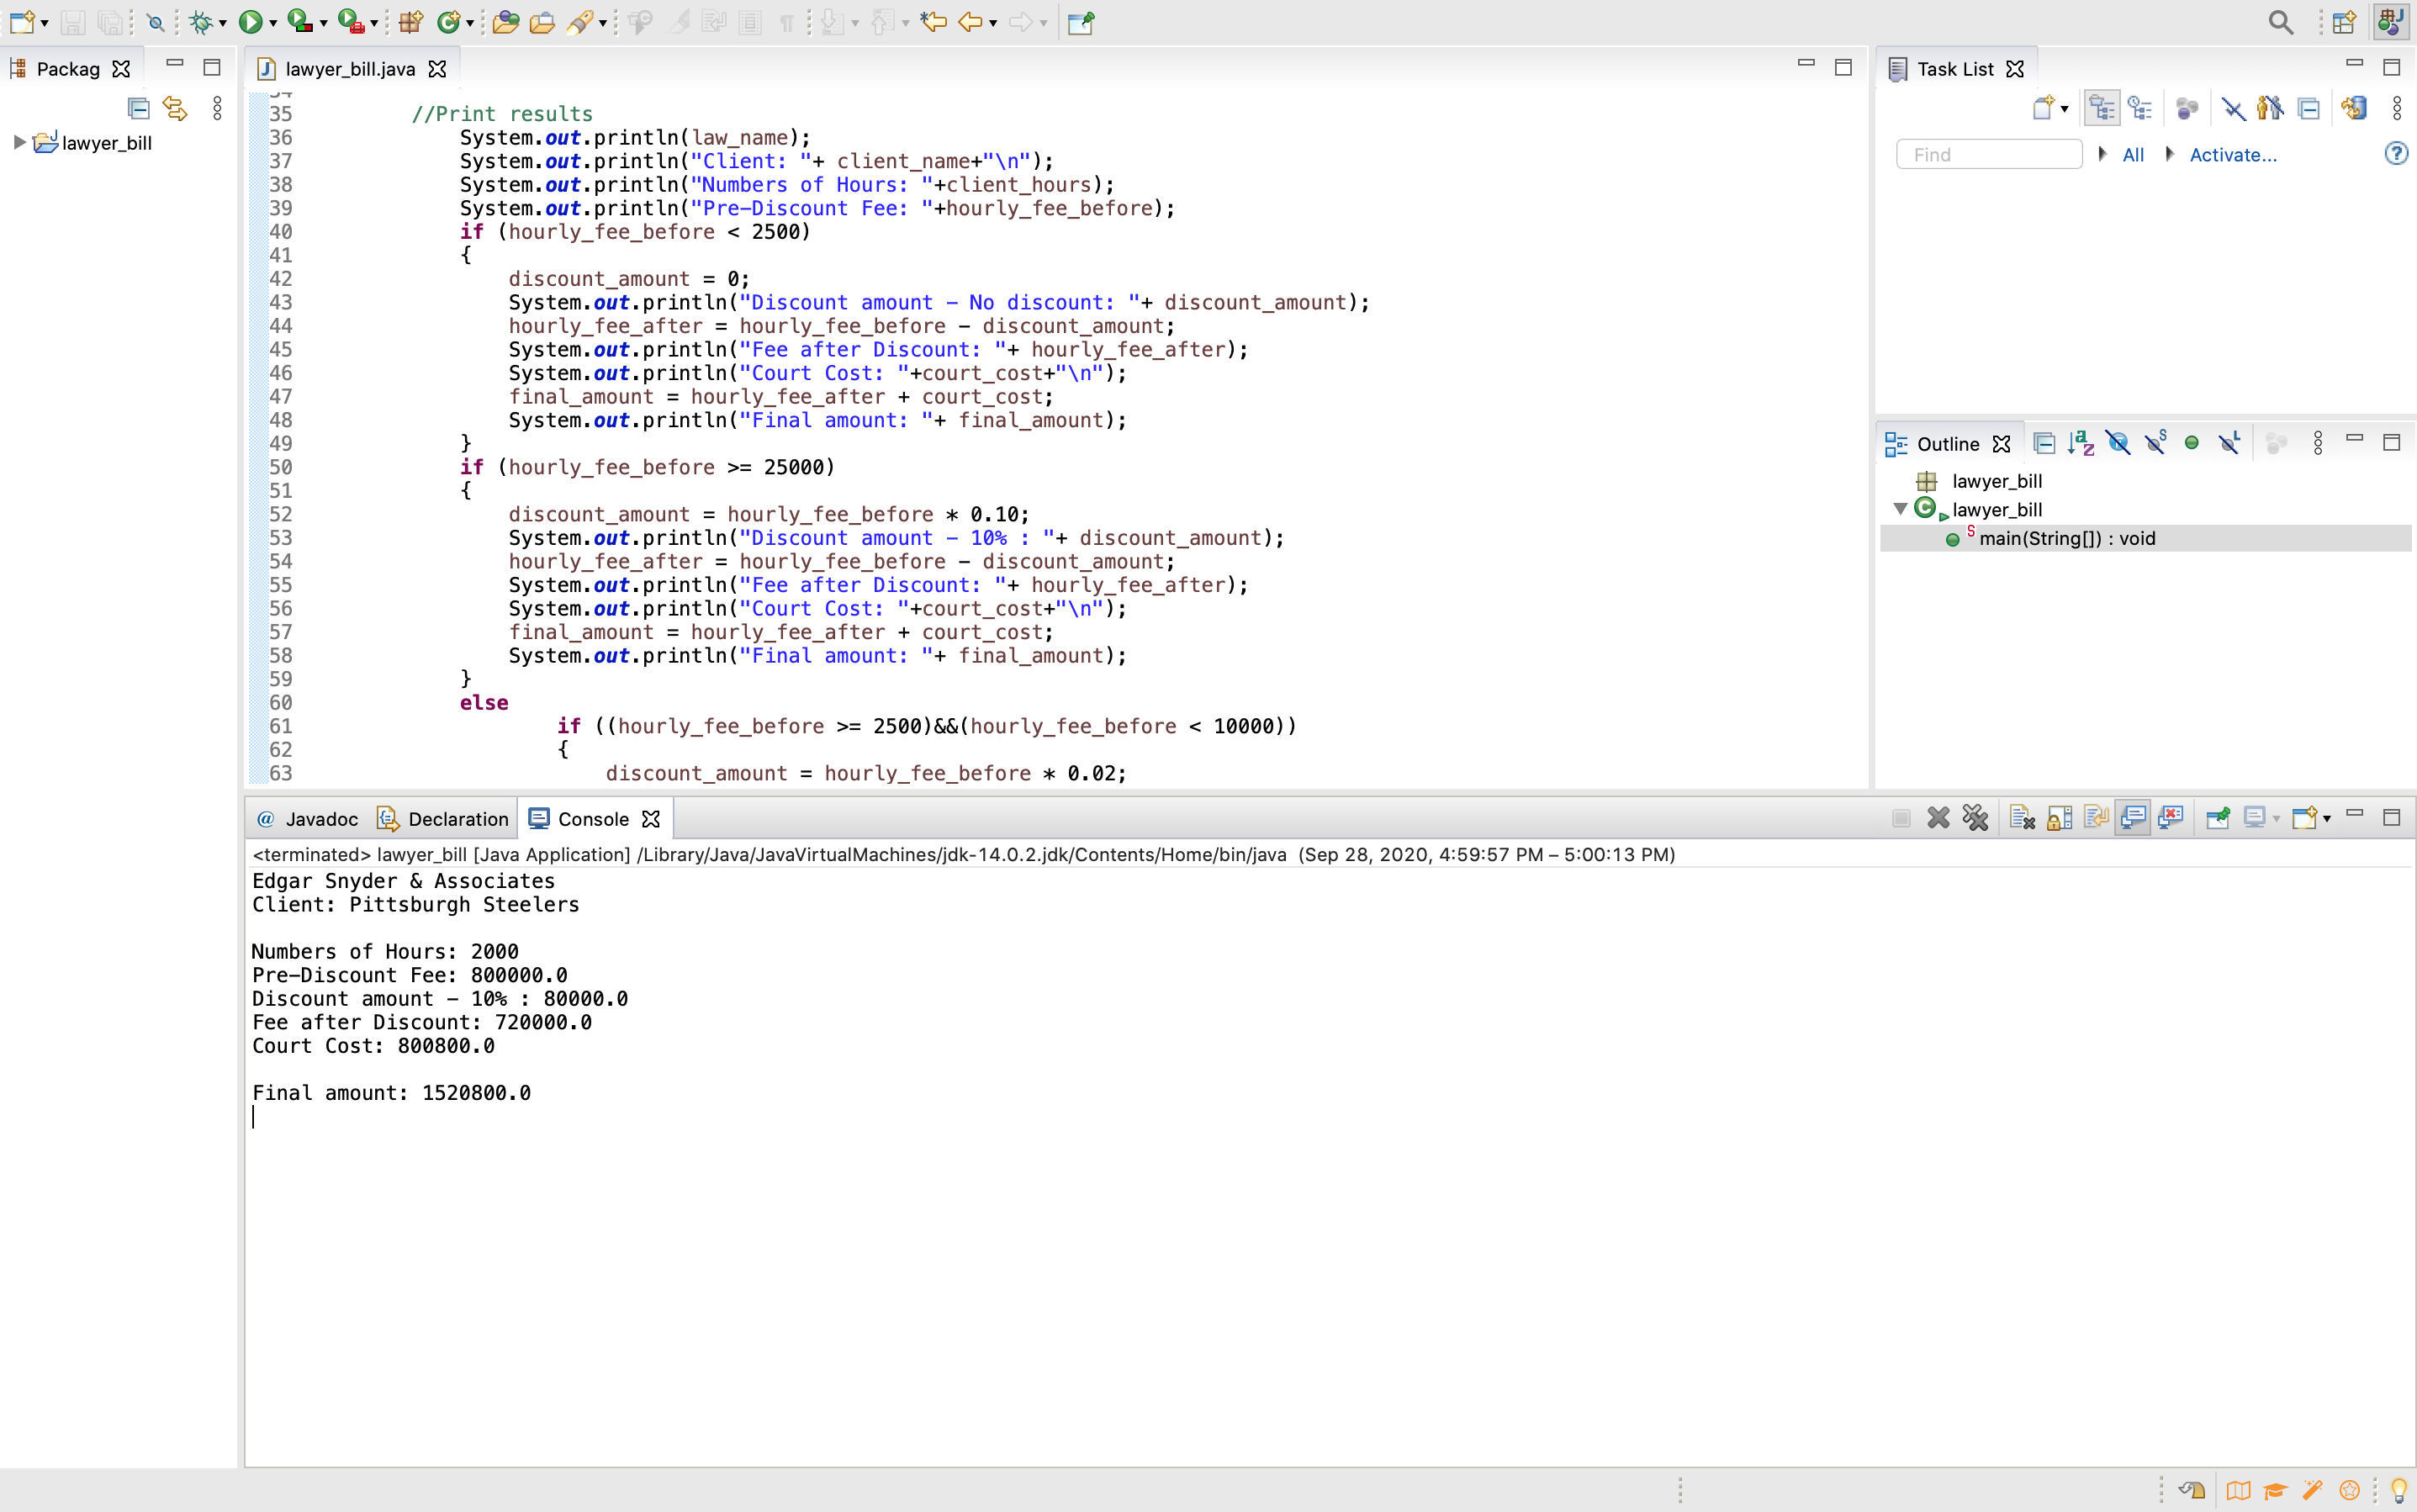 Packag
lawyer_bill
lawyer_bill.java
34
35 //Print results
36 System.out.println(law_name);
37 System.out.println("Client: "+ client_name+"\n");
38 System.out.println("Numbers of Hours: "+client_hours);
39 System.out.println("Pre-Discount Fee: "+hourly_fee_before);
40 if (hourly_fee_before < 2500)
41 {
42 discount_amount = 0;
43 System.out.println("Discount amount - No discount: "+ discount_amount);
44 hourly_fee_after = hourly_fee_before - discount_amount;
45 System.out.println("Fee after Discount: "+ hourly_fee_after);
46 System.out.println("Court Cost: "+court_cost+"\n");
47 final_amount = hourly_fee_after + court_cost;
48 System.out.println("Final amount: "+ final_amount);
49 }
50 if (hourly_fee_before >= 25000)
51 {
52 discount_amount = hourly_fee_before * 0.10;
53 System.out.println("Discount amount - 10% : "+ discount_amount);
54 hourly_fee_after = hourly_fee_before - discount_amount;
55 System.out.println("Fee after Discount: "+ hourly_fee_after);
56 System.out.println("Court Cost: "+court_cost+"\n");
57 final_amount = hourly_fee_after + court_cost;
58 System.out.println("Final amount: "+ final_amount);
59 }
60 else
61 if ((hourly_fee_before >= 2500)&&(hourly_fee_before < 10000))
62 {
63 discount_amount = hourly_fee_before * 0.02;
Task List
Find All Activate...
Outline
lawyer_bill
lawyer_bill
main(String[]) : void
@ Javadoc Declaration Console
<terminated> lawyer_bill [Java Application] /Library/Java/JavaVirtualMachines/jdk-14.0.2.jdk/Contents/Home/bin/java (Sep 28, 2020, 4:59:57 PM – 5:00:13 PM)
Edgar Snyder & Associates
Client: Pittsburgh Steelers
Numbers of Hours: 2000
Pre-Discount Fee: 800000.0
Discount amount - 10% : 80000.0
Fee after Discount: 720000.0
Court Cost: 800800.0
Final amount: 1520800.0